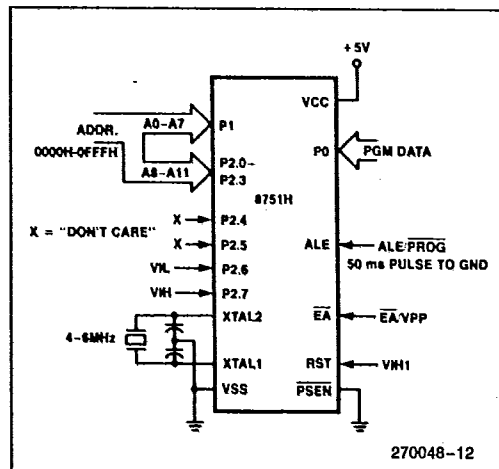 +5V
VCC
A0–A7
P1
ADDR.
0000H-0FFFH
A8–A11
P2.0-
P2.3
P0
PGM DATA
8751H
X
P2.4
X = "DON'T CARE"
X
P2.5
ALE
ALE/PROG
50 ms PULSE TO GND
VIL
P2.6
VIH
P2.7
XTAL2
EA
EA/VPP
4–6MHz
XTAL1
RST
VIH1
VSS
PSEN
270048–12